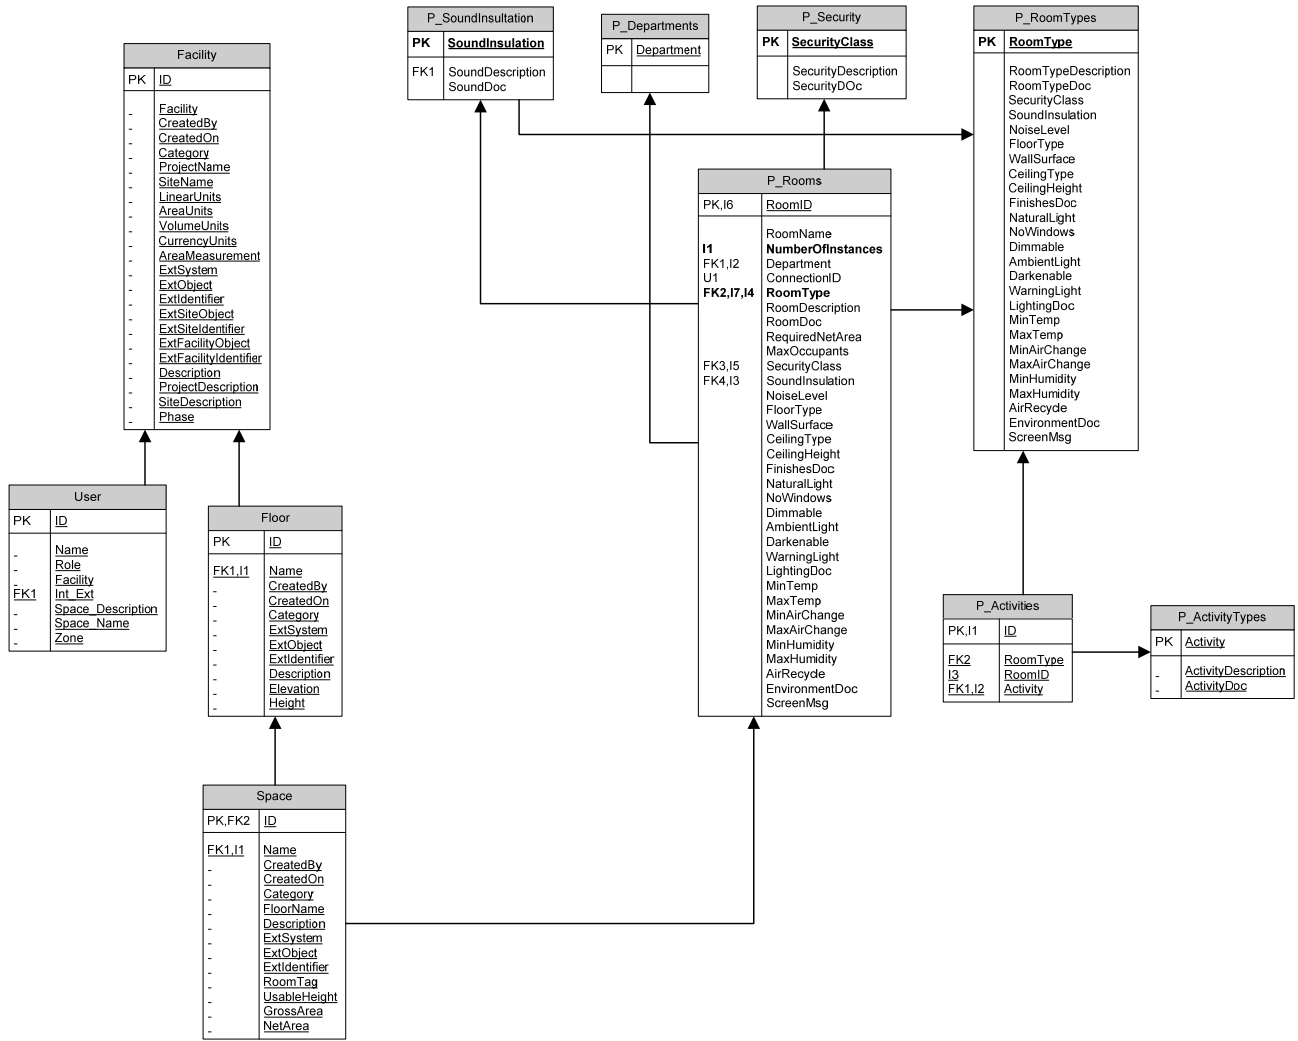 P_SoundInsultation
PK SoundInsulation
FK1 SoundDescription
SoundDoc
P_Departments
PK Department
P_Security
PK SecurityClass
SecurityDescription
SecurityDOc
P_RoomTypes
PK RoomType
RoomTypeDescription
RoomTypeDoc
SecurityClass
SoundInsulation
NoiseLevel
FloorType
WallSurface
CeilingType
CeilingHeight
FinishesDoc
NaturalLight
NoWindows
Dimmable
AmbientLight
Darkenable
WarningLight
LightingDoc
MinTemp
MaxTemp
MinAirChange
MaxAirChange
MinHumidity
MaxHumidity
AirRecycle
EnvironmentDoc
ScreenMsg
Facility
PK ID
- Facility
- CreatedBy
- CreatedOn
- Category
- ProjectName
- SiteName
- LinearUnits
- AreaUnits
- VolumeUnits
- CurrencyUnits
- AreaMeasurement
- ExtSystem
- ExtObject
- ExtIdentifier
- ExtSiteObject
- ExtSiteIdentifier
- ExtFacilityObject
- ExtFacilityIdentifier
- Description
- ProjectDescription
- SiteDescription
- Phase
P_Rooms
PK,I6 RoomID
RoomName
I1 NumberOfInstances
FK1,I2 Department
U1 ConnectionID
FK2,I7,I4 RoomType
RoomDescription
RoomDoc
RequiredNetArea
MaxOccupants
FK3,I5 SecurityClass
FK4,I3 SoundInsulation
NoiseLevel
FloorType
WallSurface
CeilingType
CeilingHeight
FinishesDoc
NaturalLight
NoWindows
Dimmable
AmbientLight
Darkenable
WarningLight
LightingDoc
MinTemp
MaxTemp
MinAirChange
MaxAirChange
MinHumidity
MaxHumidity
AirRecycle
EnvironmentDoc
ScreenMsg
User
PK ID
- Name
- Role
- Facility
FK1 Int_Ext
- Space_Description
- Space_Name
- Zone
Floor
PK ID
FK1,I1 Name
- CreatedBy
- CreatedOn
- Category
- ExtSystem
- ExtObject
- ExtIdentifier
- Description
- Elevation
- Height
P_Activities
PK,I1 ID
FK2 RoomType
I3 RoomID
FK1,I2 Activity
P_ActivityTypes
PK Activity
- ActivityDescription
- ActivityDoc
Space
PK,FK2 ID
FK1,I1 Name
- CreatedBy
- CreatedOn
- Category
- FloorName
- Description
- ExtSystem
- ExtObject
- ExtIdentifier
- RoomTag
- UsableHeight
- GrossArea
- NetArea